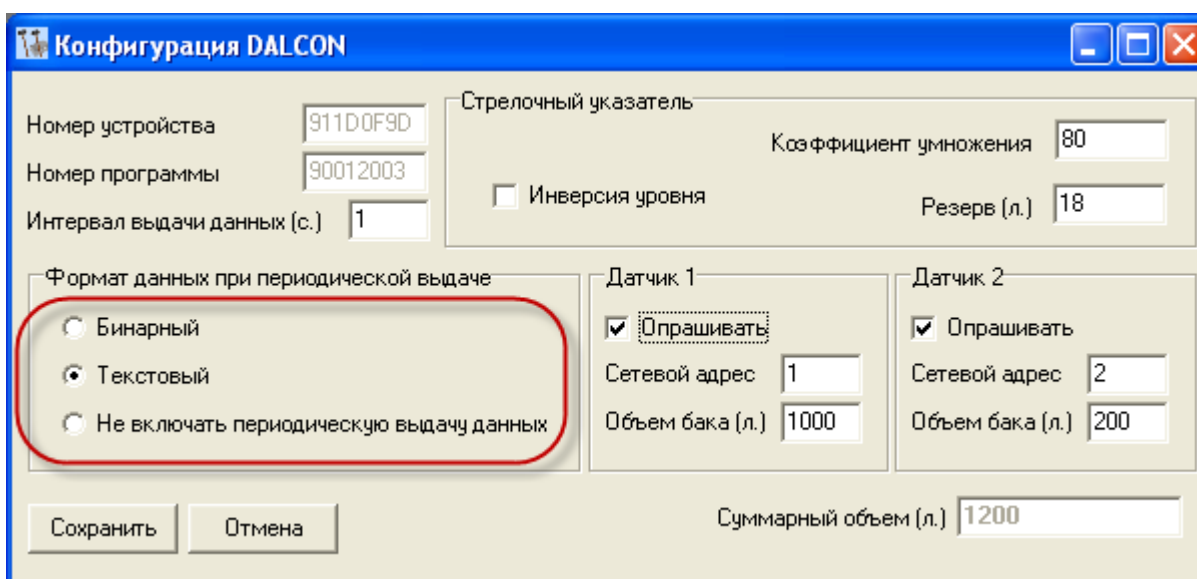 Конфигурация DALCON
Номер устройства 911D0F9D
Номер программы 90012003
Интервал выдачи данных (с.) 1
Стрелочный указатель
Коэффициент умножения 80
Инверсия уровня
Резерв (л.) 18
Формат данных при периодической выдаче
Бинарный
Текстовый
Не включать периодическую выдачу данных
Датчик 1
Опрашивать
Сетевой адрес 1
Объем бака (л.) 1000
Датчик 2
Опрашивать
Сетевой адрес 2
Объем бака (л.) 200
Сохранить
Отмена
Суммарный объем (л.) 1200